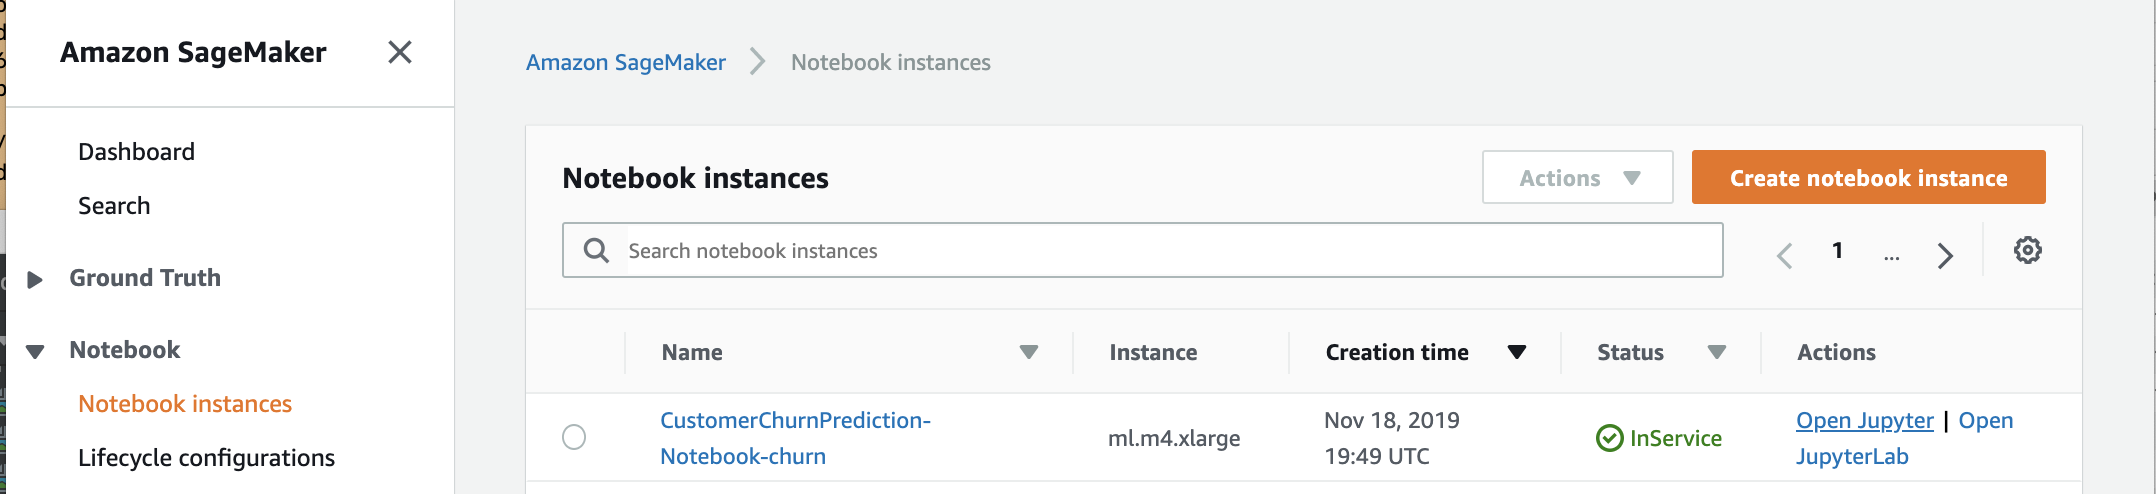 Amazon SageMaker
Dashboard
Search
Ground Truth
Notebook
Notebook instances
Lifecycle configurations
Amazon SageMaker
Notebook instances
Notebook instances
Actions
Create notebook instance
Search notebook instances
1 ...
Name Instance Creation time Status Actions
CustomerChurnPrediction-
Notebook-churn
ml.m4.xlarge
Nov 18, 2019
19:49 UTC
InService
Open Jupyter | Open
JupyterLab